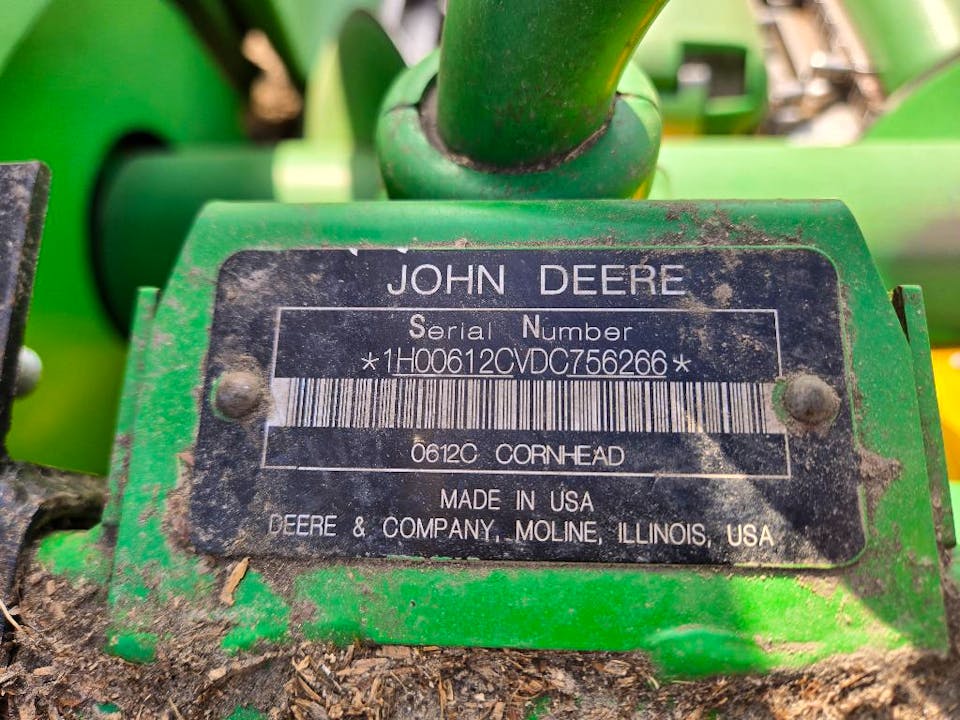 JOHN DEERE
Serial Number
*1H00612CVDC756266*
0612C CORNHEAD
MADE IN USA
DEERE & COMPANY, MOLINE, ILLINOIS, USA